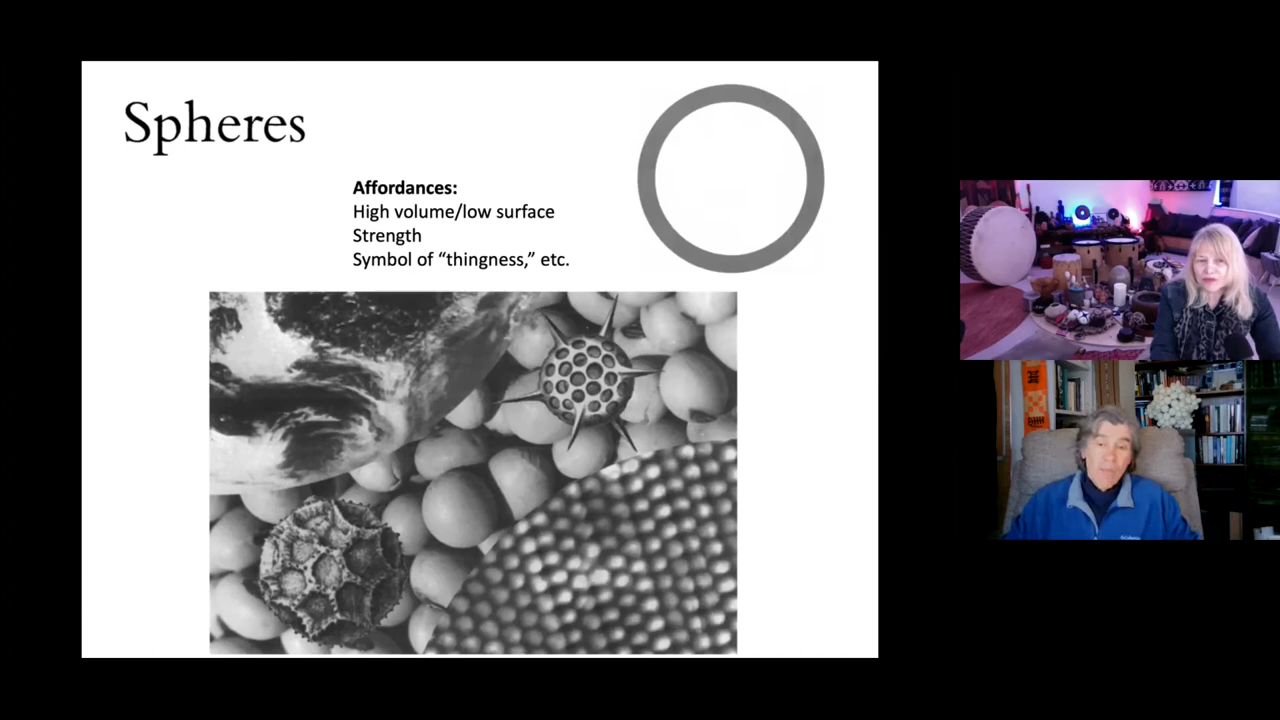 Spheres
Affordances:
High volume/low surface
Strength
Symbol of “thingness,” etc.